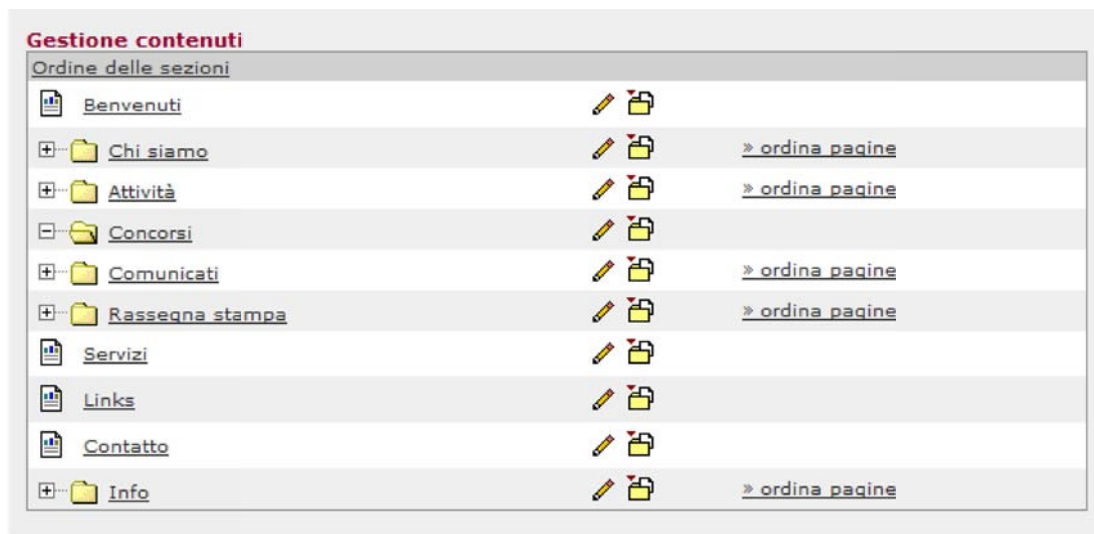 Gestione contenuti
Ordine delle sezioni
Benvenuti
Chi siamo » ordina pagine
Attività » ordina pagine
Concorsi
Comunicati » ordina pagine
Rassegna stampa » ordina pagine
Servizi
Links
Contatto
Info » ordina pagine